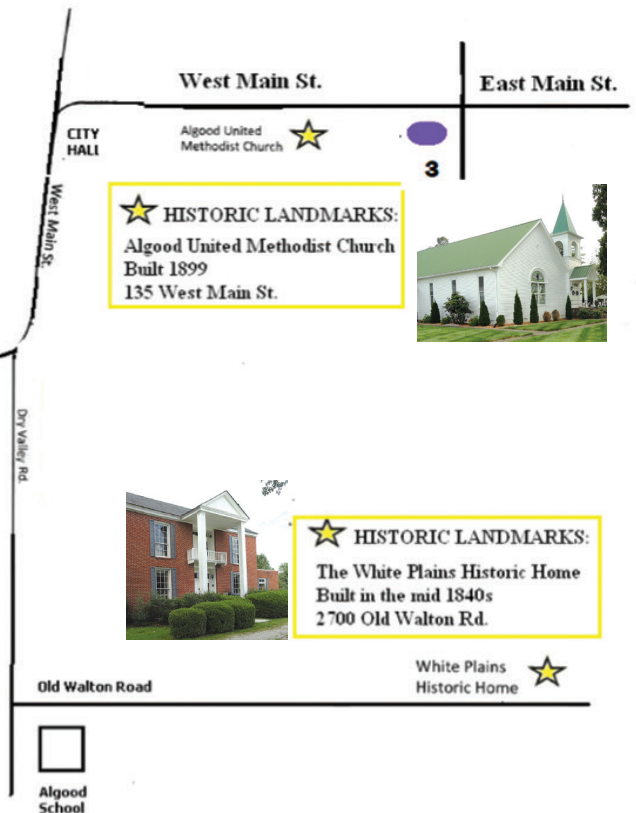 West Main St.
East Main St.
CITY
HALL
Algood United
Methodist Church
3
West Main St.
HISTORIC LANDMARKS:
Algood United Methodist Church
Built 1899
135 West Main St.
Dry Valley Rd.
HISTORIC LANDMARKS:
The White Plains Historic Home
Built in the mid 1840s
2700 Old Walton Rd.
White Plains
Historic Home
Old Walton Road
Algood
School